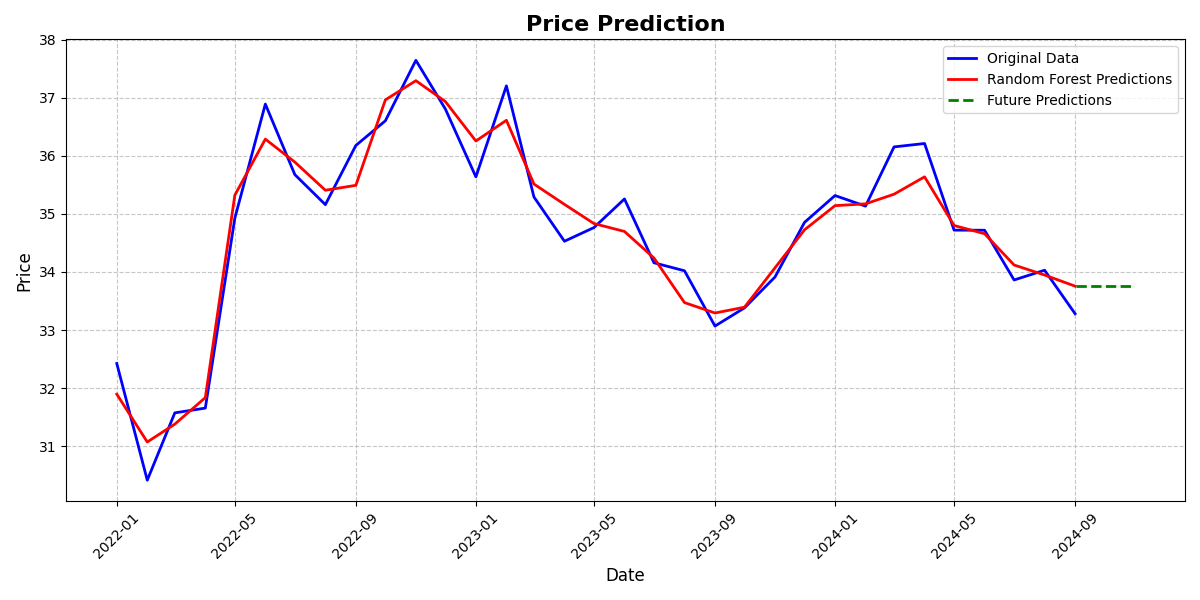 Price Prediction
Original Data
Random Forest Predictions
Future Predictions
Price
38
37
36
35
34
33
32
31
2022-01
2022-05
2022-09
2023-01
2023-05
2023-09
2024-01
2024-05
2024-09
Date